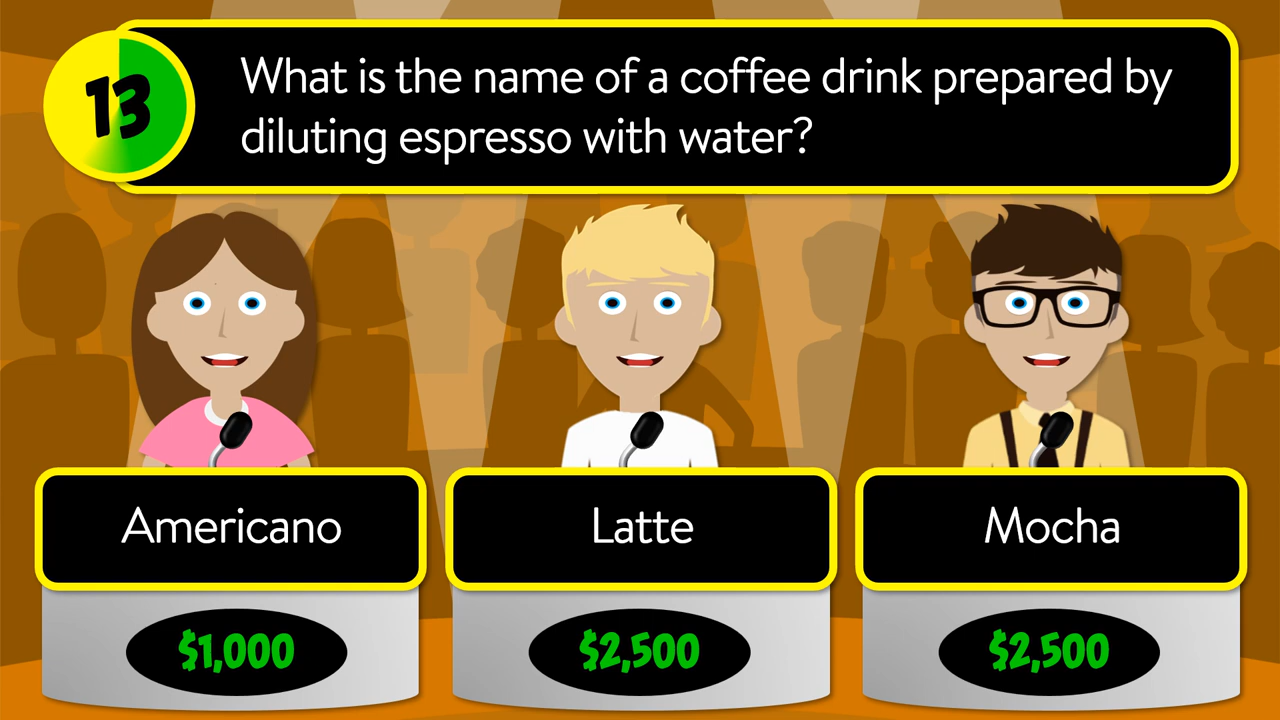 13
What is the name of a coffee drink prepared by
diluting espresso with water?
Americano
Latte
Mocha
$1,000
$2,500
$2,500